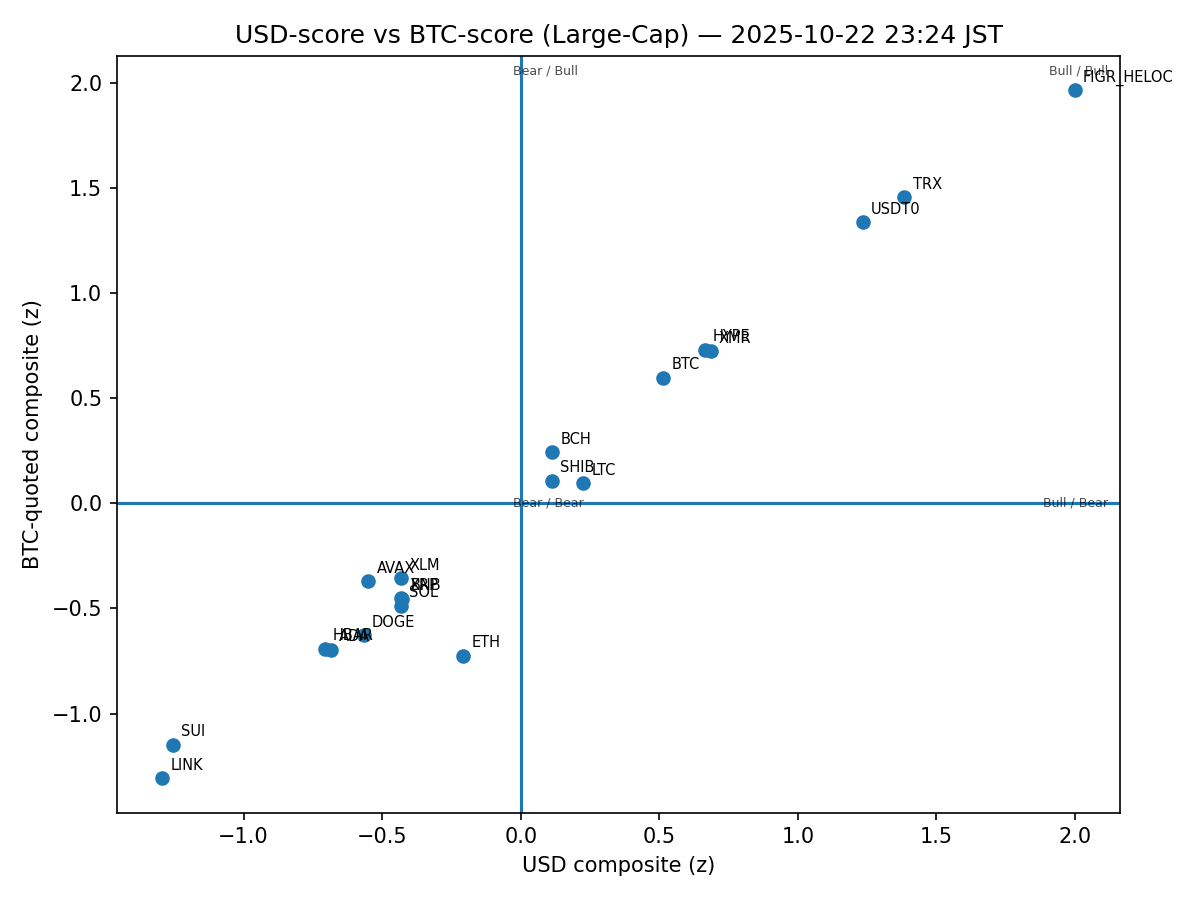 USD-score vs BTC-score (Large-Cap) — 2025-10-22 23:24 JST
Bear / Bull
Bull / Bull
FIGR_HELOC
TRX
USDT0
HYPE
XMR
BTC
BCH
SHIB
LTC
Bear / Bear
Bull / Bear
XLM
AVAX
XRP
BNB
SOL
DOGE
HBAR
ADA
ETH
SUI
LINK
2.0
1.5
1.0
0.5
0.0
−0.5
−1.0
BTC-quoted composite (z)
−1.0
−0.5
0.0
0.5
1.0
1.5
2.0
USD composite (z)